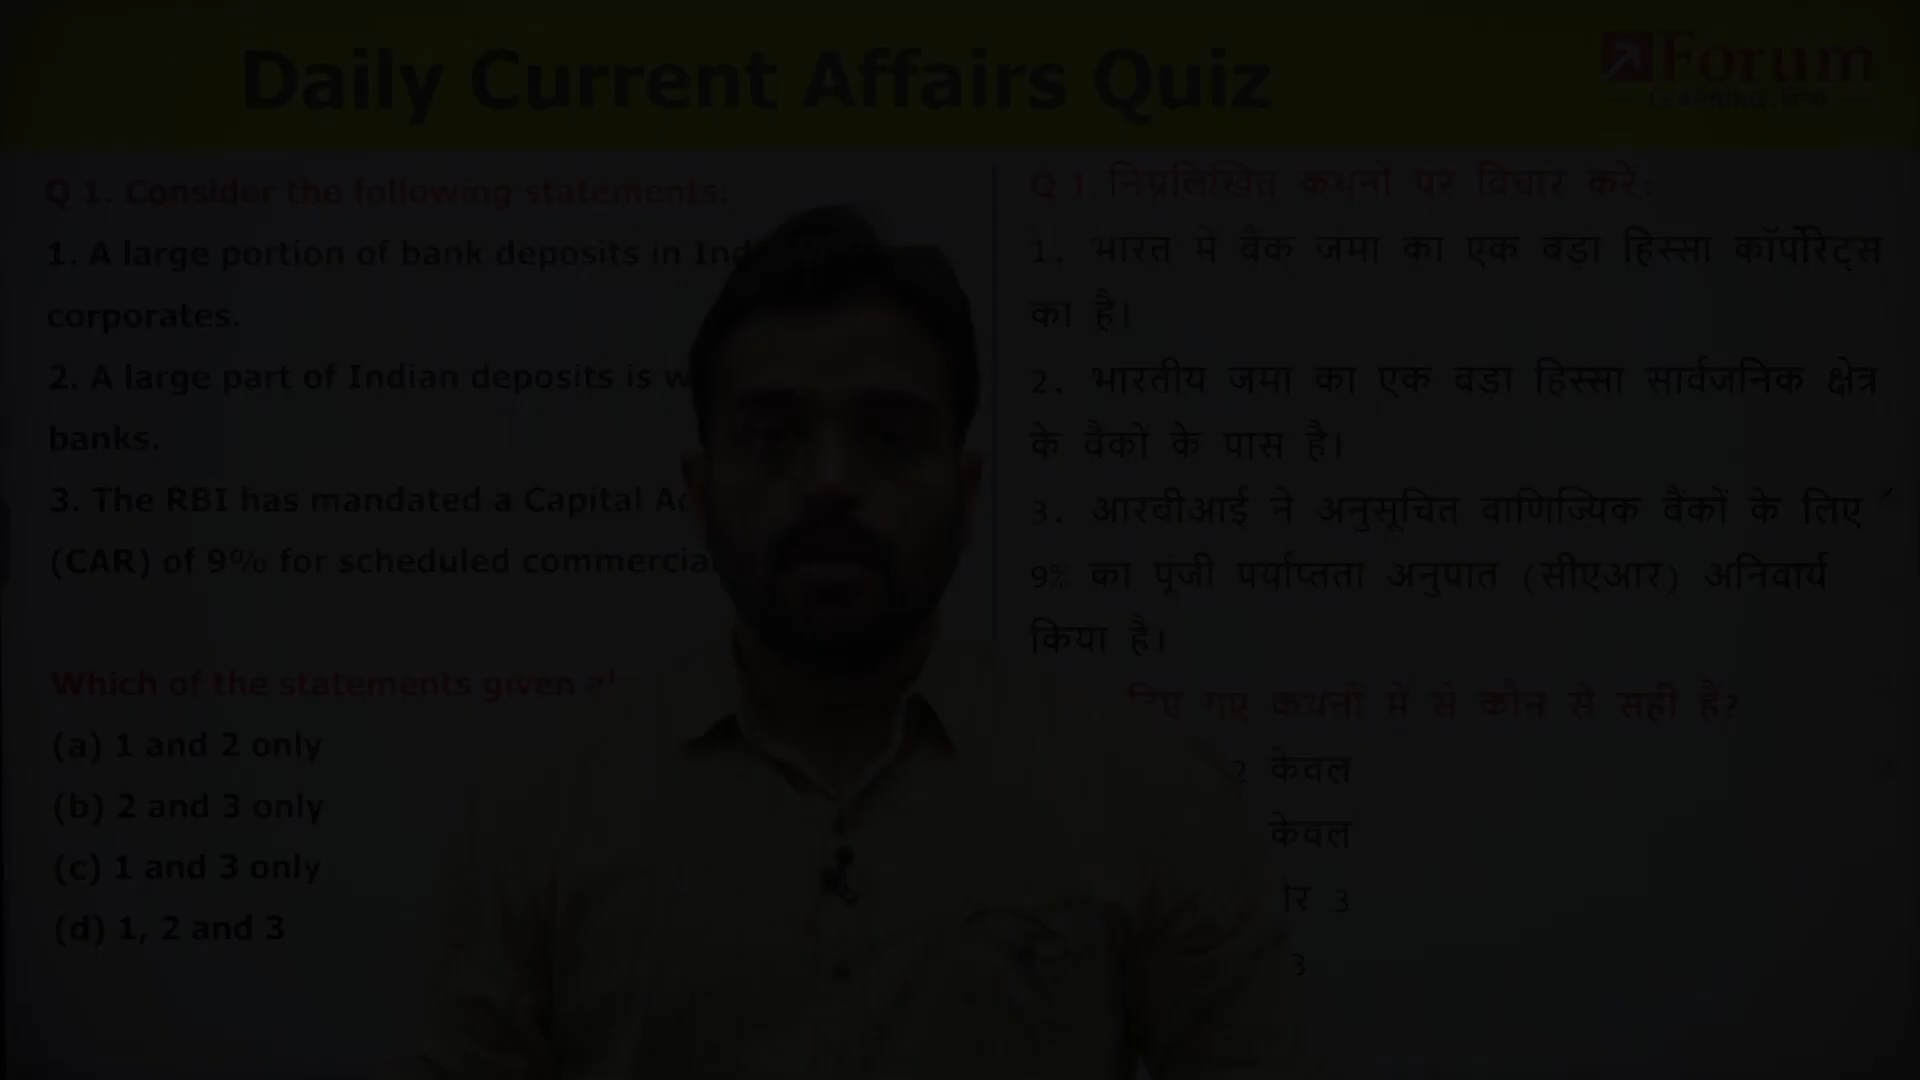 Daily Current Affairs Quiz
Forum
Q 1. Consider the following statements:
1. A large portion of bank deposits in
corporates.
2. A large part of Indian deposits is
banks.
3. The RBI has mandated a Capital
(CAR) of 9% for scheduled
Which of the statements given
(a) 1 and 2 only
(b) 2 and 3 only
(c) 1 and 3 only
(d) 1, 2 and 3
Q 1. निम्नलिखित कथनों पर विचार करें:
1. भारत में बैंक जमा का एक बड़ा हिस्सा कॉर्पोरेट्स
का है।
2. भारतीय जमा का एक बड़ा हिस्सा सार्वजनिक क्षेत्र
के बैंकों के पास है।
3. आरबीआई ने अनुसूचित वाणिज्यिक बैंकों के लिए
9% का पूंजी पर्याप्तता अनुपात (सीएआर) अनिवार्य
किया है।
गए कथनों में से कौन से सही हैं?
2 केवल
केवल
3
3